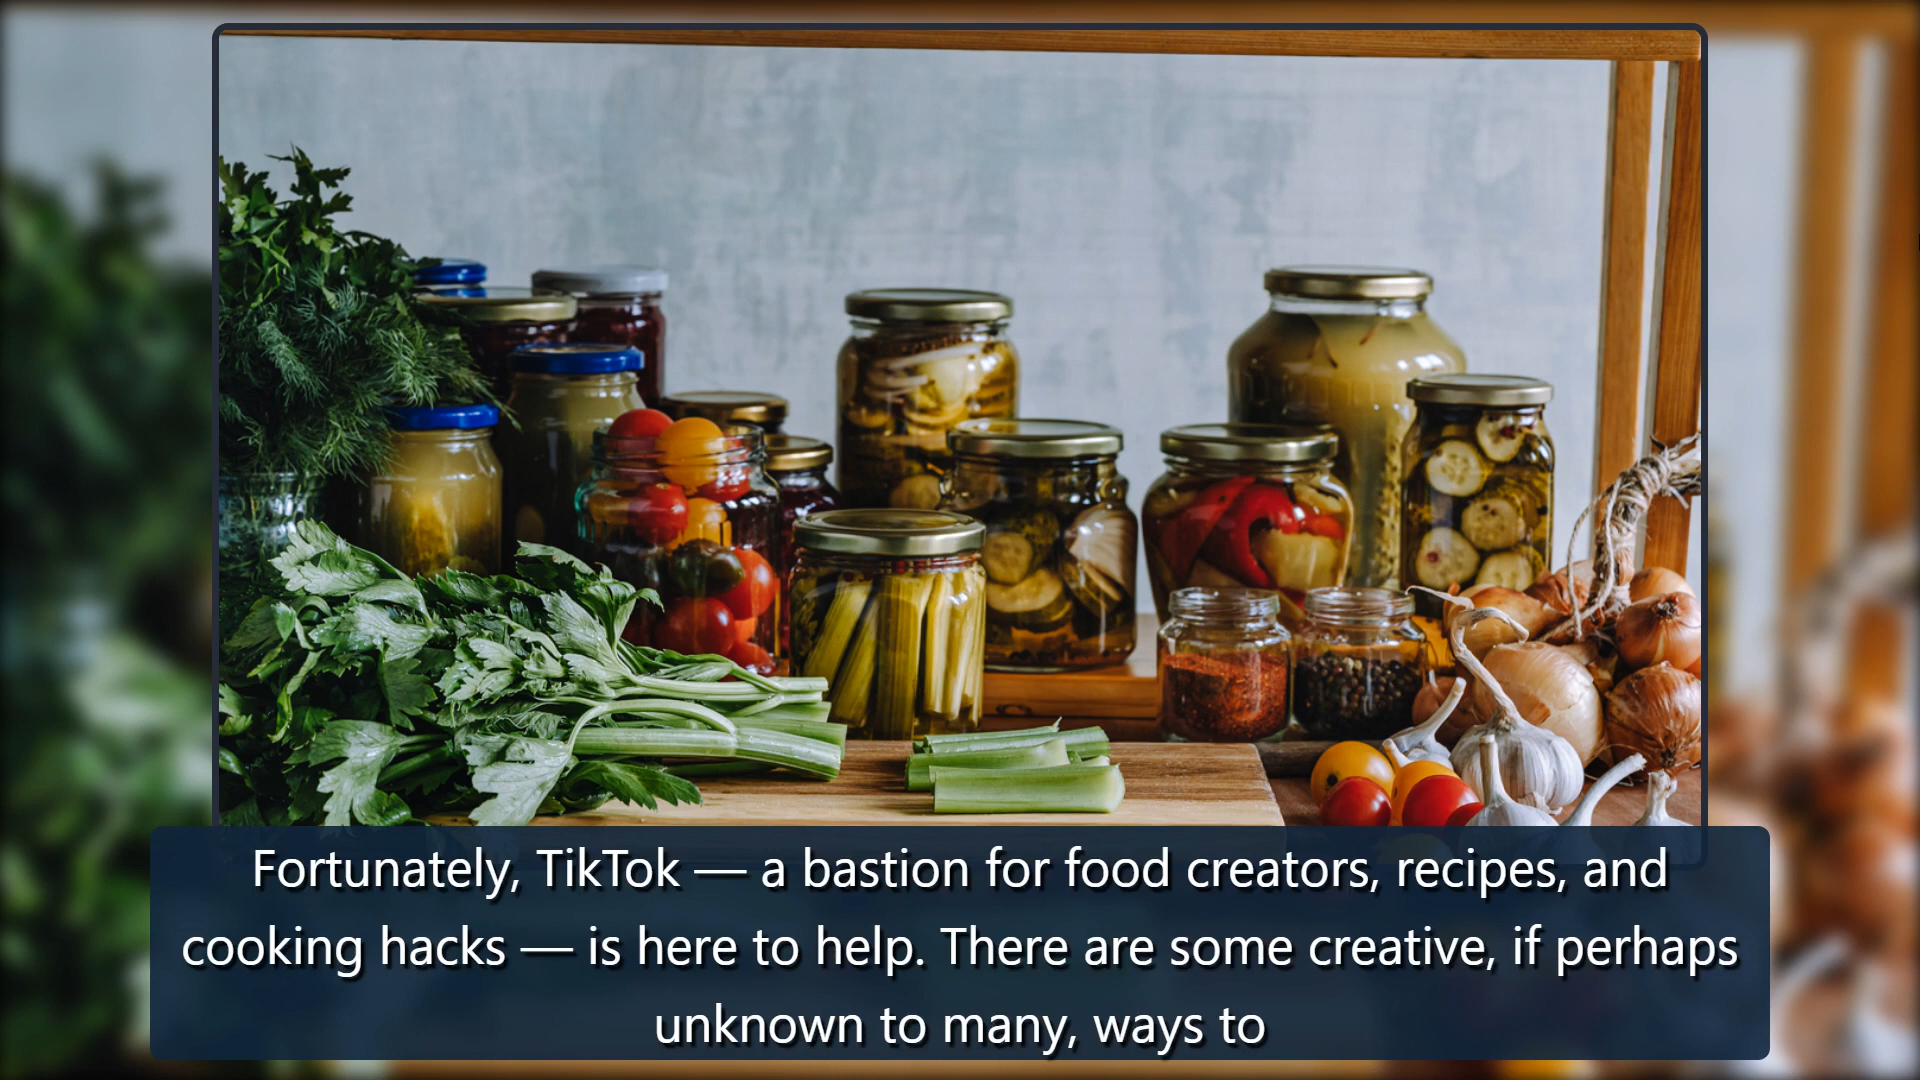 Fortunately, TikTok — a bastion for food creators, recipes, and
cooking hacks — is here to help. There are some creative, if perhaps
unknown to many, ways to